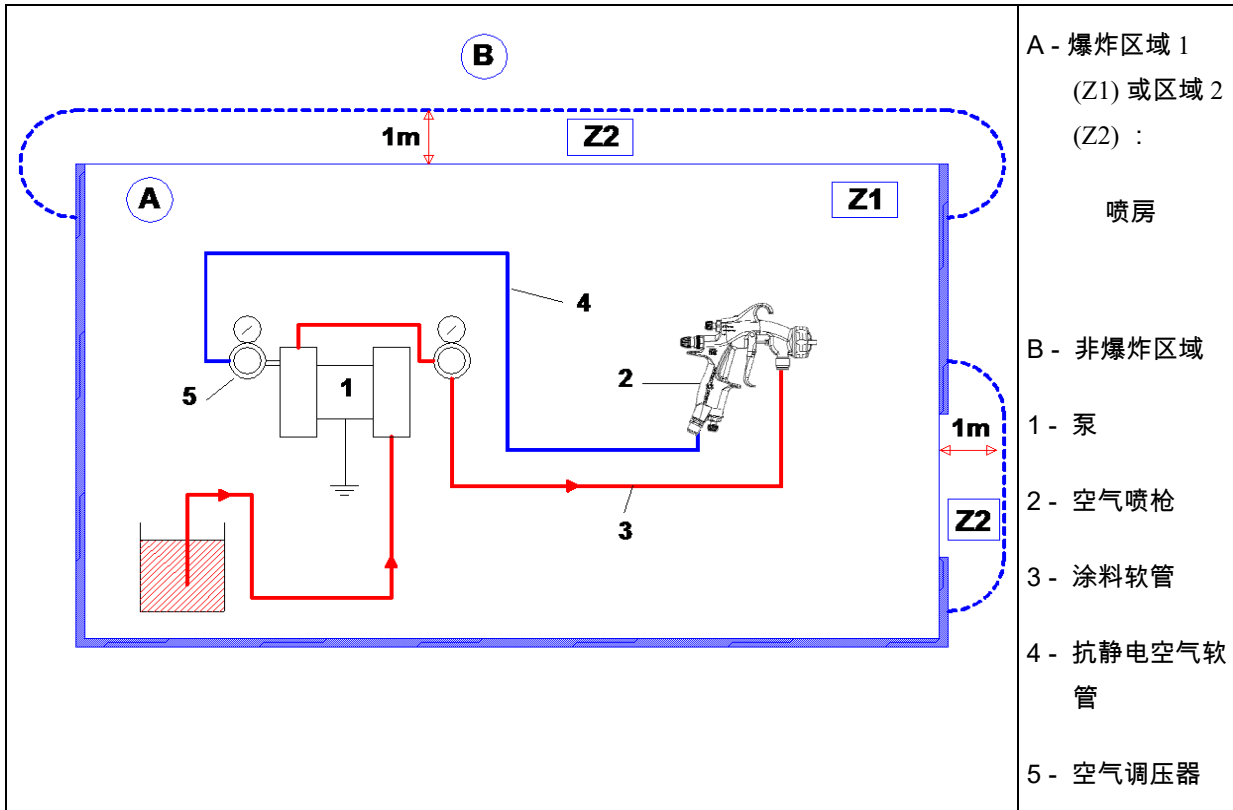 B
1m
Z2
A
Z1
4
5
1
2
1m
Z2
3
A - 爆炸区域 1
(Z1) 或区域 2
(Z2) ：
喷房
B - 非爆炸区域
1 - 泵
2 - 空气喷枪
3 - 涂料软管
4 - 抗静电空气软
管
5 - 空气调压器